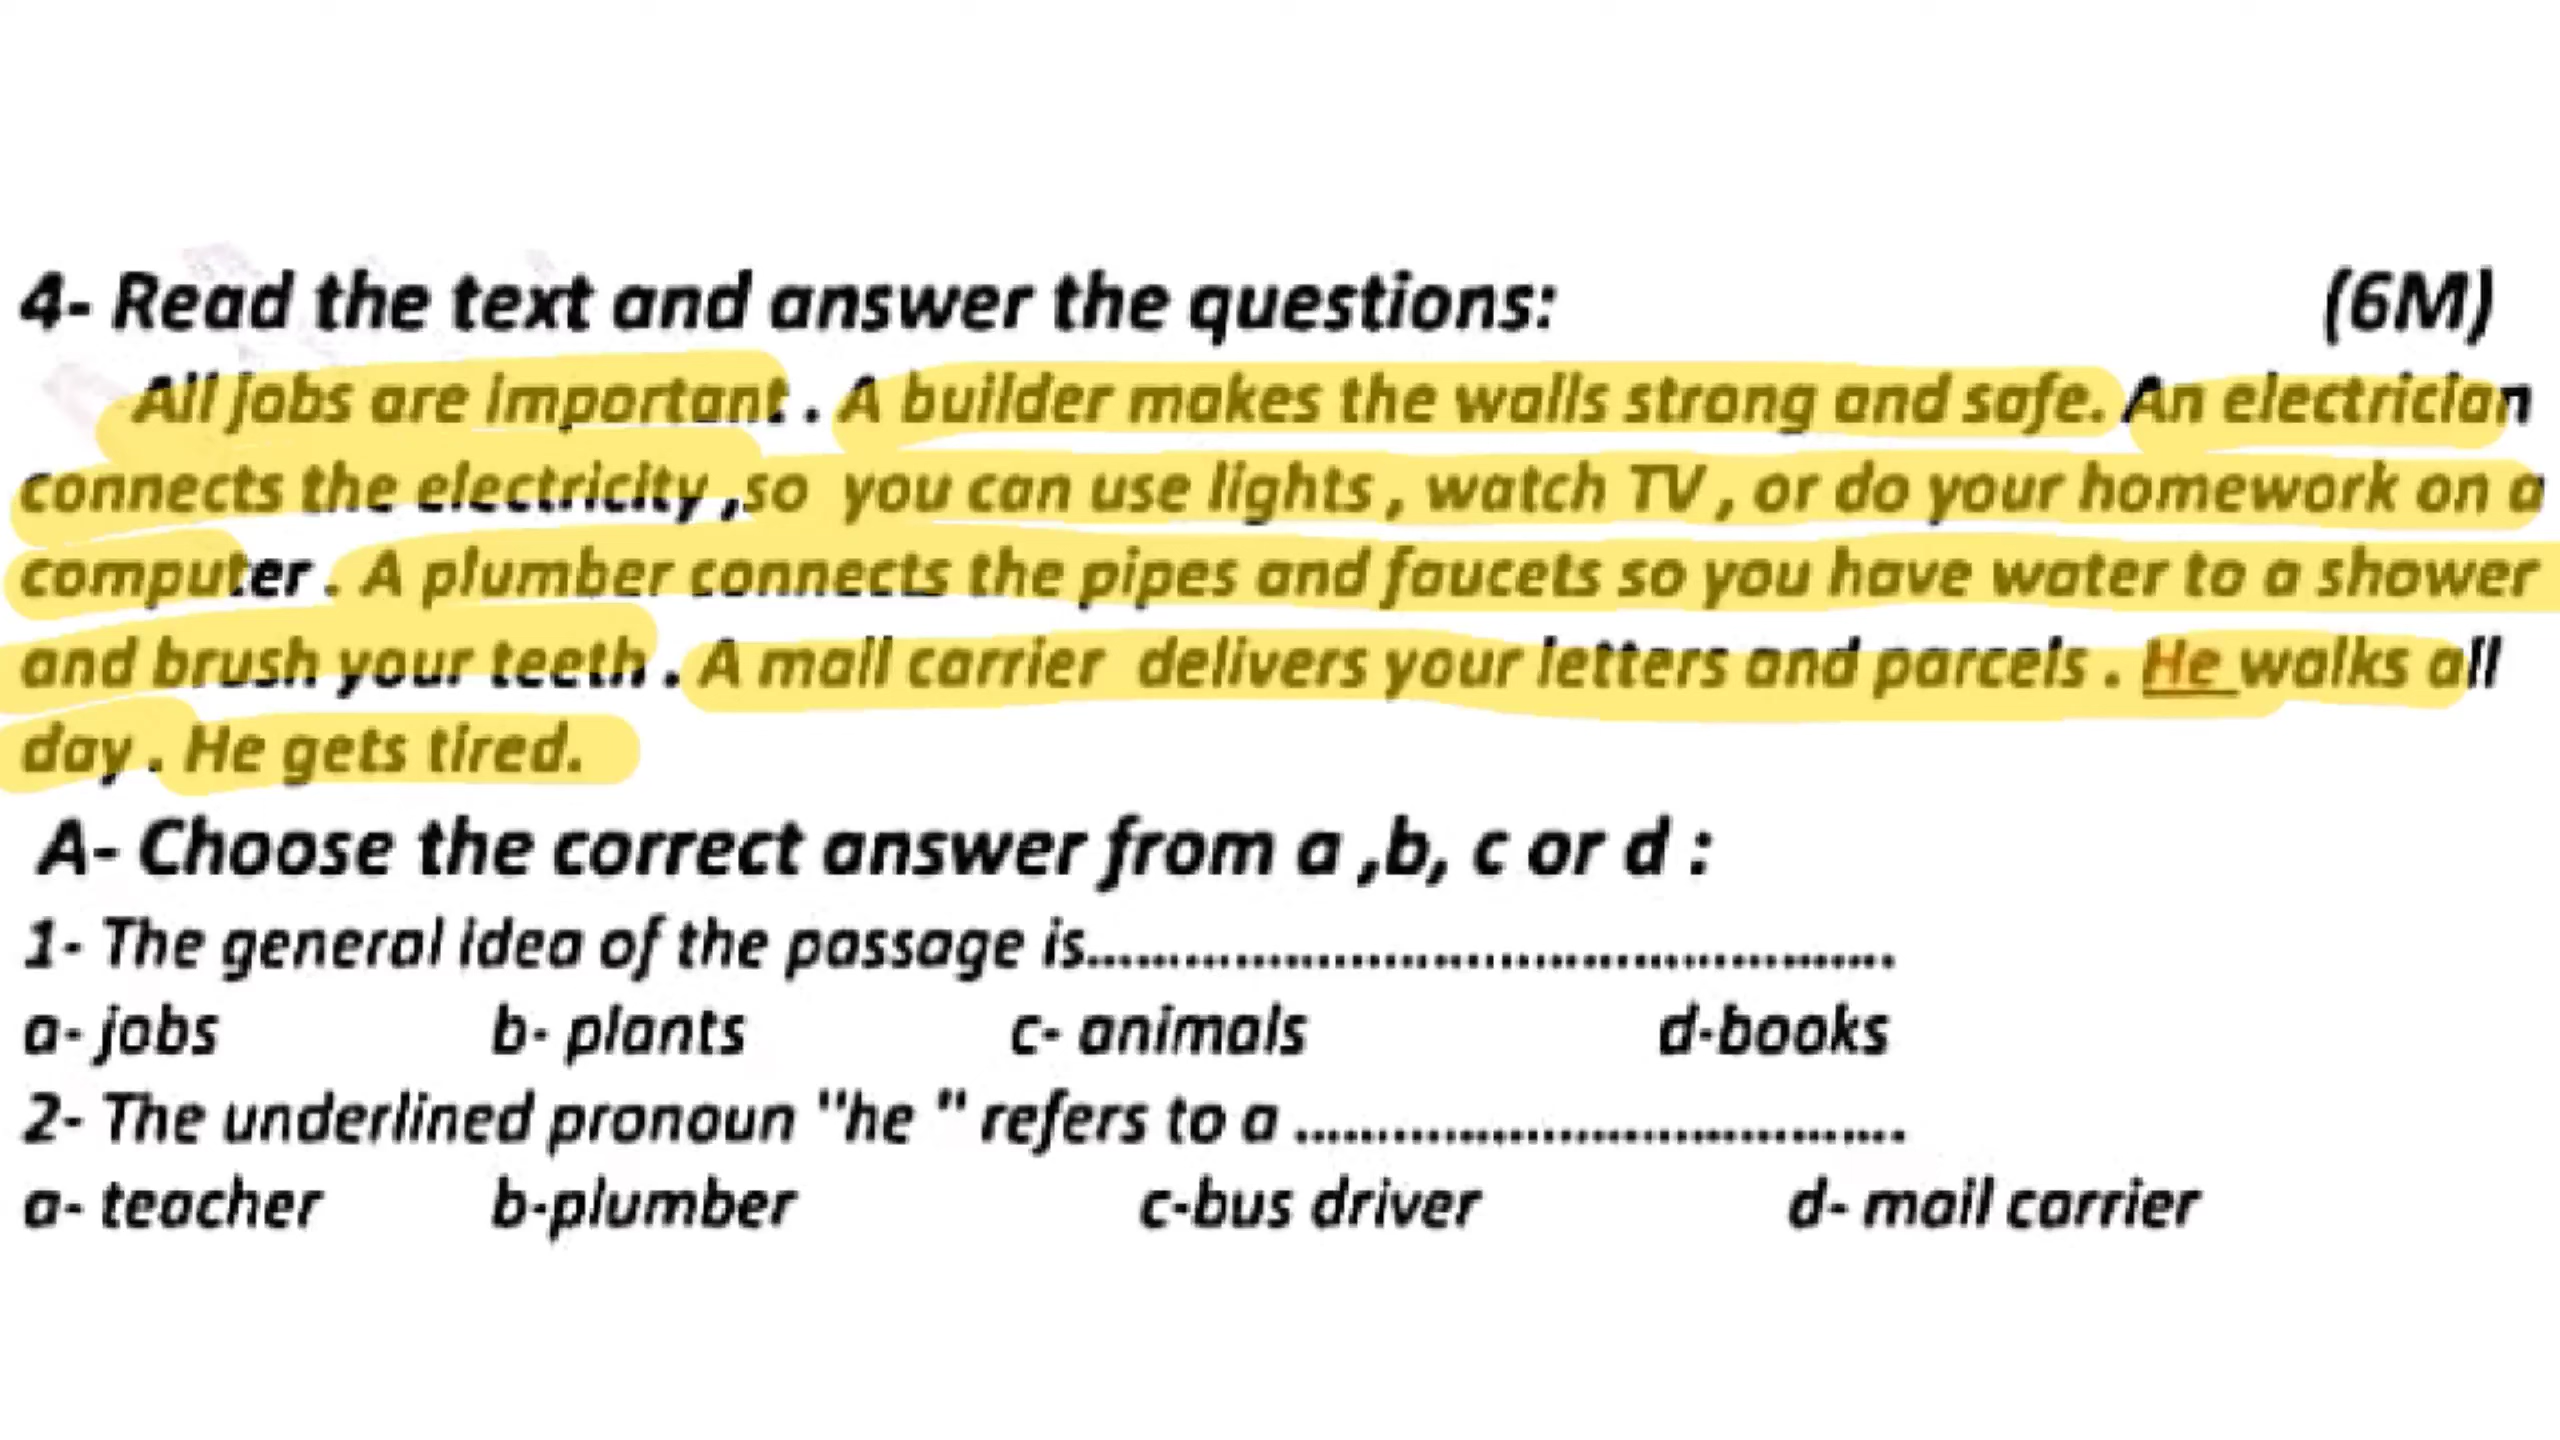 4- Read the text and answer the questions: (6M)
All jobs are important . A builder makes the walls strong and safe. An electrician
connects the electricity ,so you can use lights , watch TV , or do your homework on a
computer . A plumber connects the pipes and faucets so you have water to a shower
and brush your teeth . A mail carrier delivers your letters and parcels . He walks all
day . He gets tired.
A- Choose the correct answer from a ,b, c or d :
1- The general idea of the passage is.......................................................
a- jobs b- plants c- animals d-books
2- The underlined pronoun "he " refers to a ..........................................
a- teacher b-plumber c-bus driver d- mail carrier